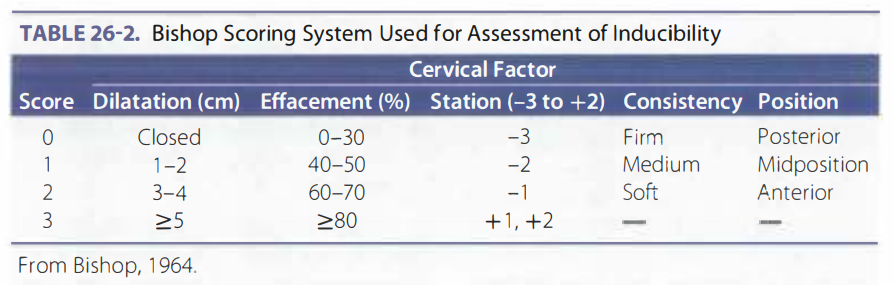 TABLE 26-2. Bishop Scoring System Used for Assessment of Inducibility
Cervical Factor
Score Dilatation (cm) Effacement (%) Station (–3 to +2) Consistency Position
0 Closed 0–30 –3 Firm Posterior
1 1–2 40–50 –2 Medium Midposition
2 3–4 60–70 –1 Soft Anterior
3 ≥5 ≥80 +1, +2 — —
From Bishop, 1964.